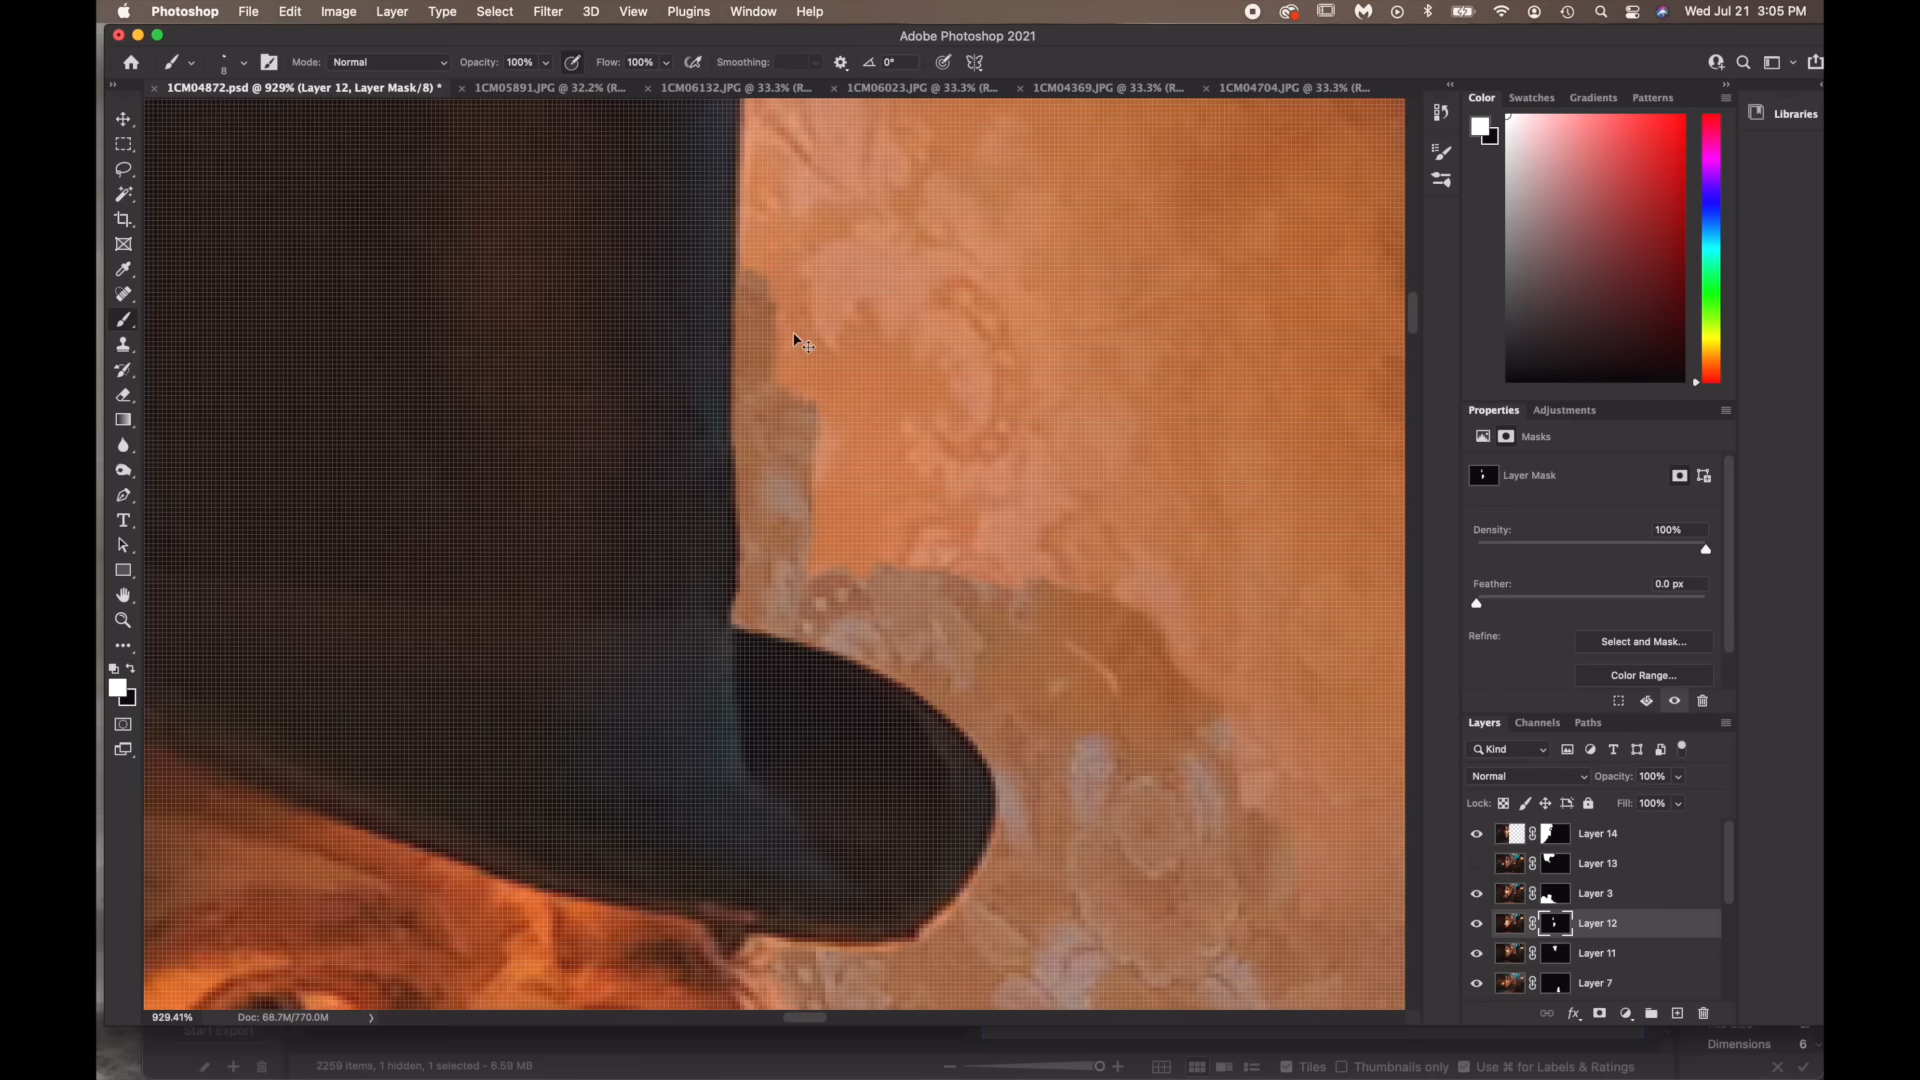 Photoshop File Edit Image Layer Type Select Filter 3D View Plugins Window Help Wed Jul 21 3:05 PM
Adobe Photoshop 2021
8 Mode: Normal Opacity: 100% Flow: 100% Smoothing: 0°
1CM04872.psd @ 929% (Layer 12, Layer Mask/8) * 1CM05891.JPG @ 32.2% (R... 1CM06132.JPG @ 33.3% (R... 1CM06023.JPG @ 33.3% (R... 1CM04369.JPG @ 33.3% (R... 1CM04704.JPG @ 33.3% (R...
Color Swatches Gradients Patterns
Libraries
Properties Adjustments
Masks
Layer Mask
Density: 100%
Feather: 0.0 px
Refine: Select and Mask...
Color Range...
Layers Channels Paths
Kind
Normal Opacity: 100%
Lock: Fill: 100%
Layer 14
Layer 13
Layer 3
Layer 12
Layer 11
Layer 7
929.41% Doc: 68.7M/770.0M
Start Export
Dimensions 6
2259 items, 1 hidden, 1 selected - 6.59 MB Tiles Thumbnails only Use ⌘ for Labels & Ratings